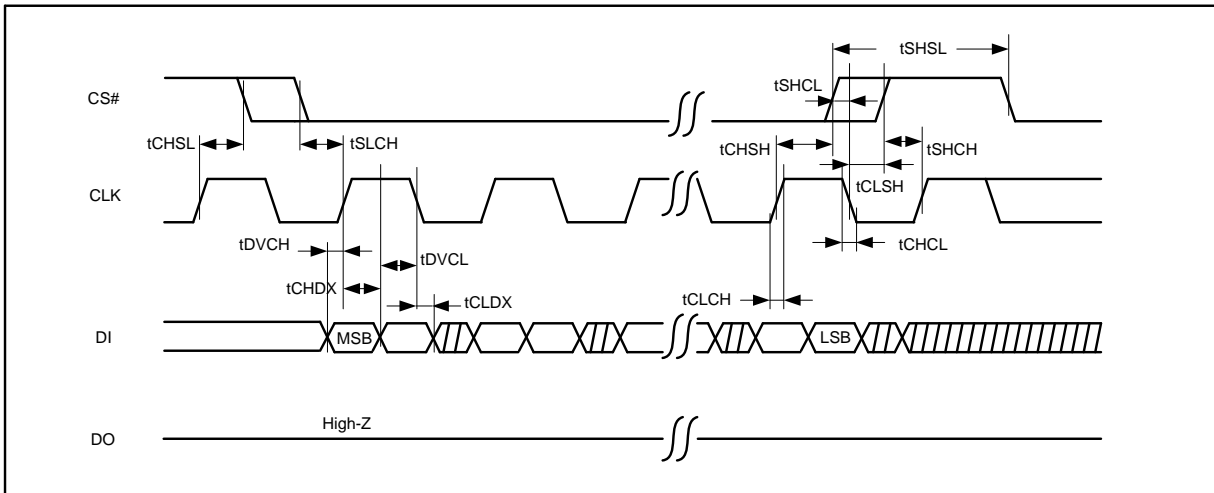 tSHSL
tSHCL
CS#
tCHSL
tSLCH
tCHSH
tSHCH
tCLSH
CLK
tDVCH
tDVCL
tCHCL
tCHDX
tCLDX
tCLCH
DI
MSB
LSB
High-Z
DO